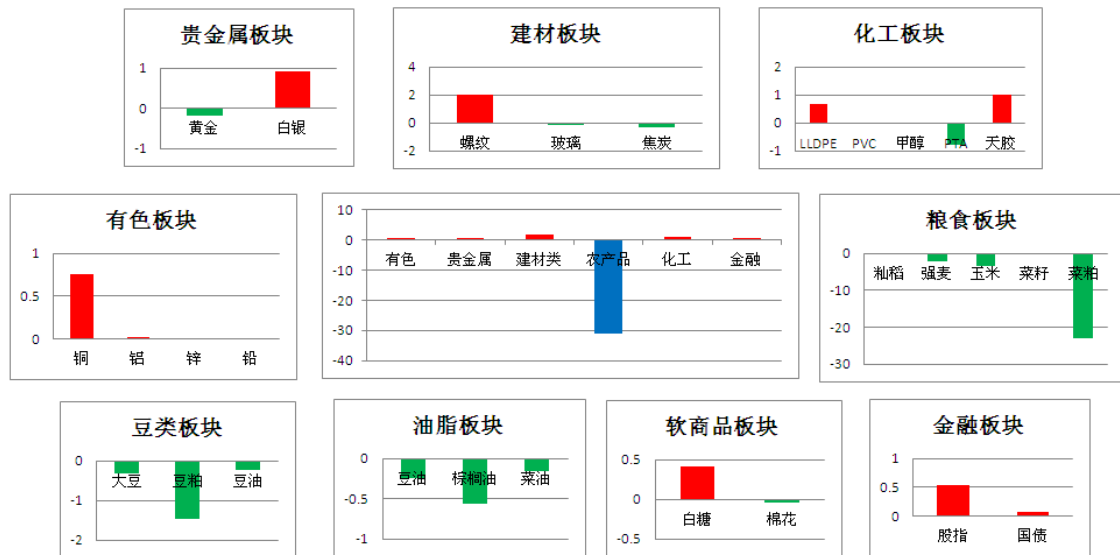 贵金属板块
1
0
-1
黄金 白银
建材板块
4
2
0
-2
螺纹 玻璃 焦炭
化工板块
2
1
0
-1
LLDPE PVC 甲醇 PTA 天胶
有色板块
1
0.5
0
铜 铝 锌 铅
10
0
-10
-20
-30
-40
有色 贵金属 建材类 农产品 化工 金融
粮食板块
0
-10
-20
-30
籼稻 强麦 玉米 菜籽 菜粕
豆类板块
0
-1
-2
大豆 豆粕 豆油
油脂板块
0
-0.5
-1
豆油 棕榈油 菜油
软商品板块
0.5
0
-0.5
白糖 棉花
金融板块
1
0.5
0
股指 国债